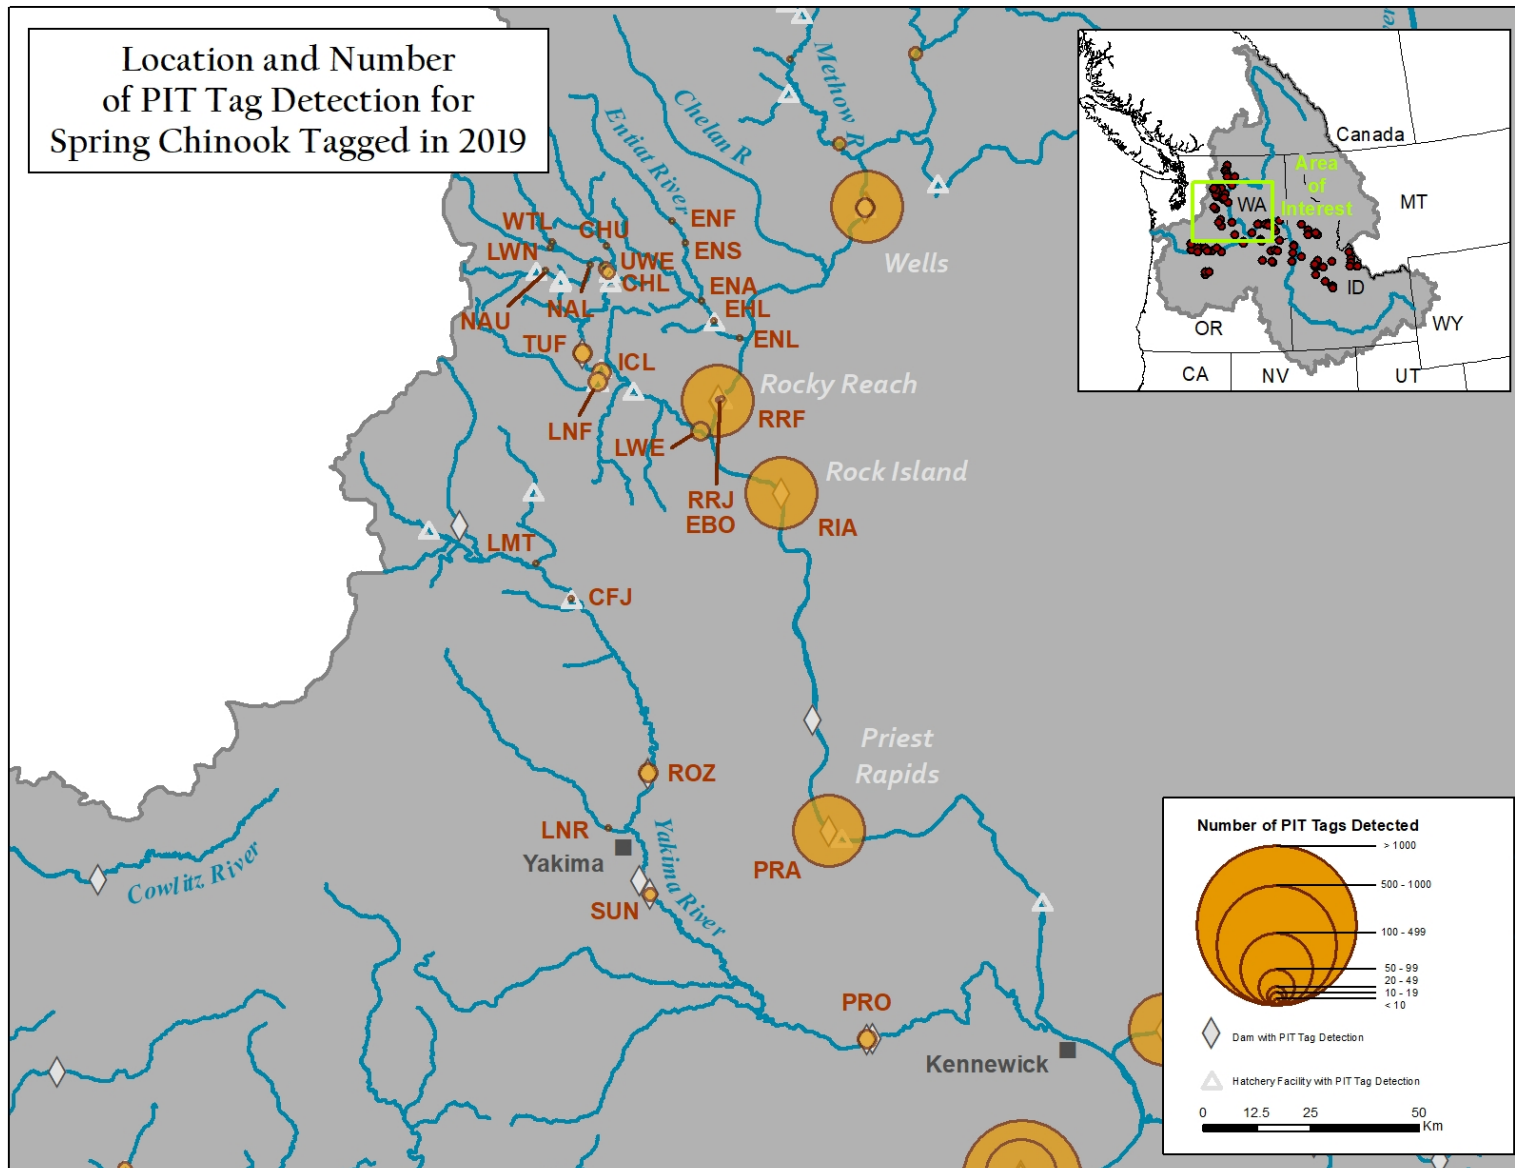 Location and Number
of PIT Tag Detection for
Spring Chinook Tagged in 2019
Methow R
Chelan R
Entiat River
Canada
Area
of
Interest
WA
MT
ID
OR
WY
CA
NV
UT
WTL
CHU
ENF
LWN
UWE
ENS
CHL
ENA
NAL
EHL
NAU
TUF
ENL
ICL
Wells
Rocky Reach
RRF
LNF
LWE
Rock Island
RRJ
EBO
RIA
LMT
CFJ
Priest
Rapids
ROZ
LNR
Yakima
Yakima River
PRA
Cowlitz River
SUN
PRO
Kennewick
Number of PIT Tags Detected
> 1000
500 - 1000
100 - 499
50 - 99
20 - 49
10 - 19
< 10
Dam with PIT Tag Detection
Hatchery Facility with PIT Tag Detection
0 12.5 25 50
Km